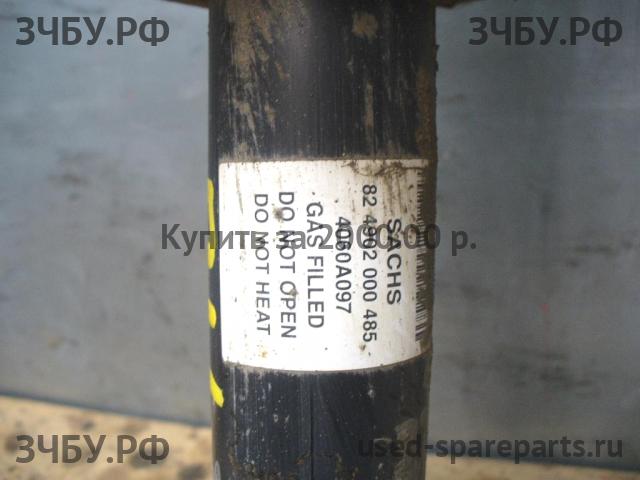 ЗЧБУ.РФ
ЗЧБУ.РФ
SACHS
82 4902 000 485
4060A097
GAS FILLED
DO NOT OPEN
DO NOT HEAT
Купить за 2000.00 р.
ЗЧБУ.РФ
used-spareparts.ru